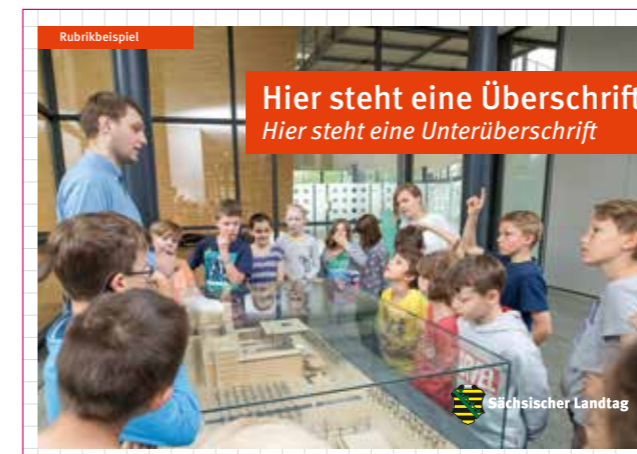 Rubrikbeispiel
Hier steht eine Überschrift
Hier steht eine Unterüberschrift
Sächsischer Landtag